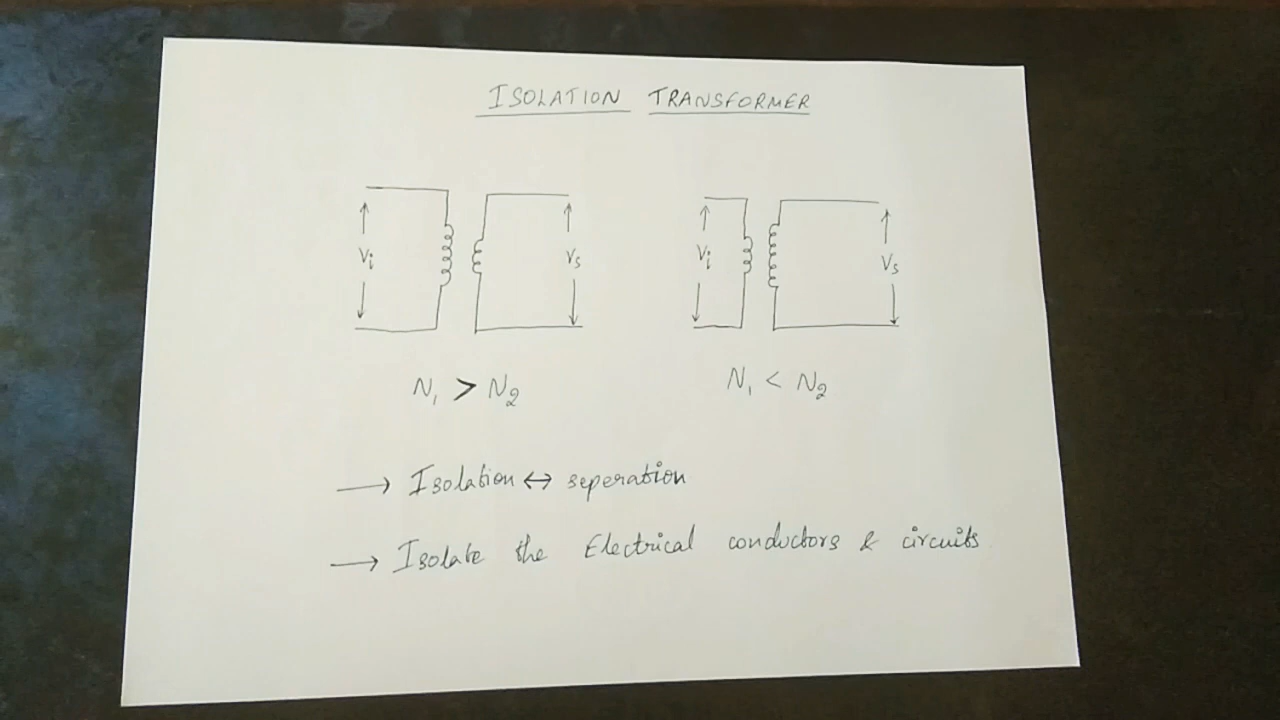 ISOLATION TRANSFORMER
Vi Vs Vi Vs
N1 > N2 N1 < N2
→ Isolation ↔ seperation
→ Isolate the Electrical conductors & circuits